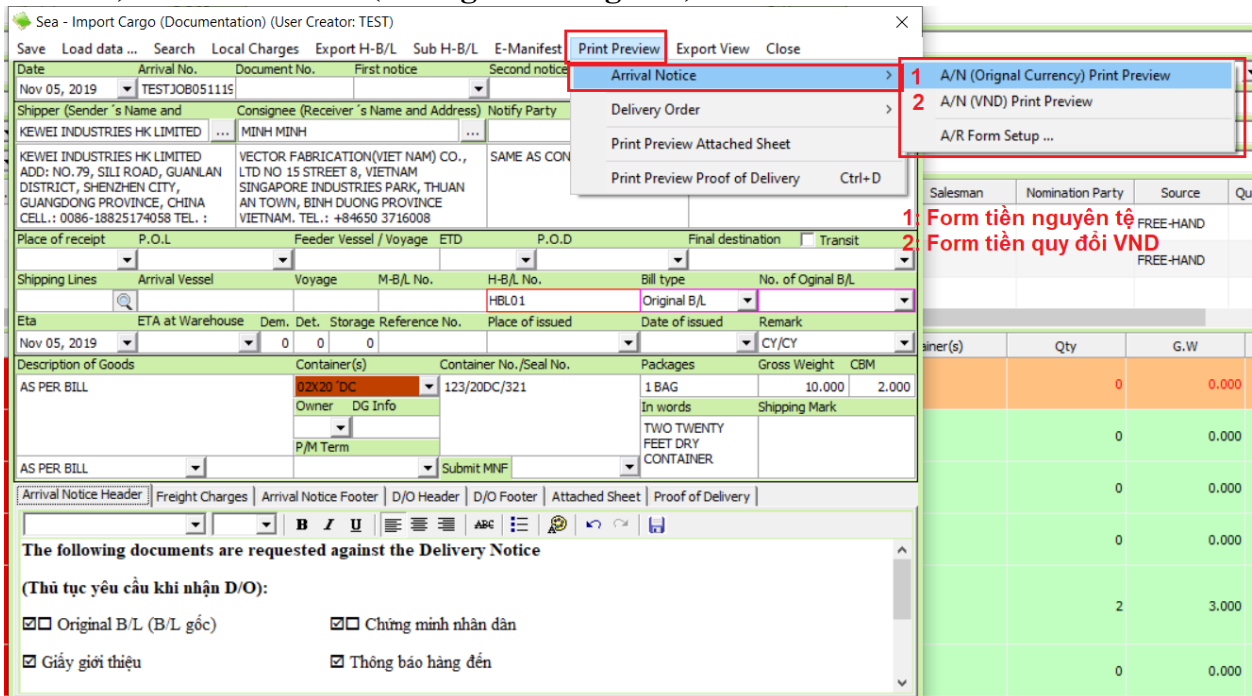 Sea - Import Cargo (Documentation) (User Creator: TEST)
Save Load data ... Search Local Charges Export H-B/L Sub H-B/L E-Manifest Print Preview Export View Close
Date Arrival No. Document No. First notice Second notice
Nov 05, 2019 TESTJOB051119
Arrival Notice
Delivery Order
Print Preview Attached Sheet
Print Preview Proof of Delivery Ctrl+D
1 A/N (Orignal Currency) Print Preview
2 A/N (VND) Print Preview
A/R Form Setup ...
Shipper (Sender ´s Name and Consignee (Receiver ´s Name and Address) Notify Party
KEWEI INDUSTRIES HK LIMITED ... MINH MINH ...
KEWEI INDUSTRIES HK LIMITED
ADD: NO.79, SILI ROAD, GUANLAN
DISTRICT, SHENZHEN CITY,
GUANGDONG PROVINCE, CHINA
CELL.: 0086-18825174058 TEL. :
VECTOR FABRICATION(VIET NAM) CO.,
LTD NO 15 STREET 8, VIETNAM
SINGAPORE INDUSTRIES PARK, THUAN
AN TOWN, BINH DUONG PROVINCE
VIETNAM. TEL.: +84650 3716008
SAME AS CON
Salesman Nomination Party Source Qu
1: Form tiền nguyên tệ FREE-HAND
2: Form tiền quy đổi VND
FREE-HAND
Place of receipt P.O.L Feeder Vessel / Voyage ETD P.O.D Final destination Transit
Shipping Lines Arrival Vessel Voyage M-B/L No. H-B/L No. Bill type No. of Oginal B/L
HBL01 Original B/L
Eta ETA at Warehouse Dem. Det. Storage Reference No. Place of issued Date of issued Remark
Nov 05, 2019 0 0 0 CY/CY
Description of Goods Container(s) Container No./Seal No. Packages Gross Weight CBM
AS PER BILL 02X20 ´DC 123/20DC/321 1 BAG 10.000 2.000
Owner DG Info In words Shipping Mark
TWO TWENTY
FEET DRY
CONTAINER
P/M Term
AS PER BILL Submit MNF
ainer(s) Qty G.W
0 0.000
0 0.000
0 0.000
0 0.000
2 3.000
0 0.000
Arrival Notice Header Freight Charges Arrival Notice Footer D/O Header D/O Footer Attached Sheet Proof of Delivery
B I U ABC
The following documents are requested against the Delivery Notice
(Thủ tục yêu cầu khi nhận D/O):
☑☐ Original B/L (B/L gốc) ☑☐ Chứng minh nhân dân
☑ Giấy giới thiệu ☑ Thông báo hàng đến